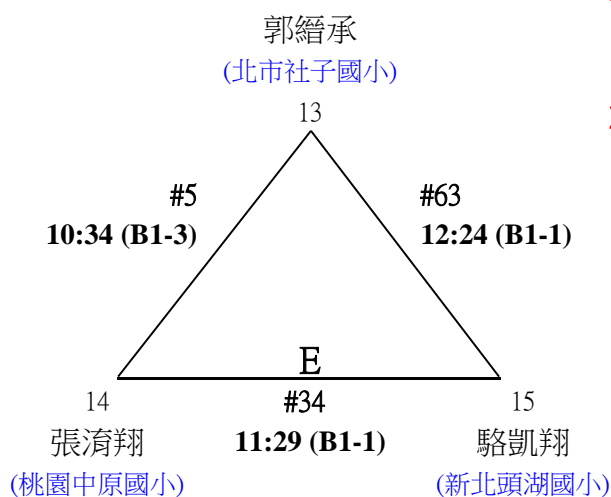 郭縉承
(北市社子國小)
13
#5
10:34 (B1-3)
#63
12:24 (B1-1)
E
14
#34
15
張淯翔
11:29 (B1-1)
駱凱翔
(桃園中原國小)
(新北頭湖國小)